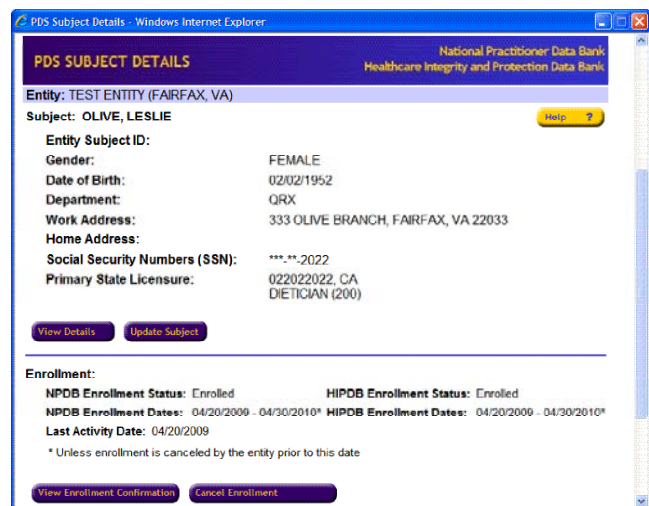 PDS Subject Details - Windows Internet Explorer
PDS SUBJECT DETAILS
National Practitioner Data Bank
Healthcare Integrity and Protection Data Bank
Entity: TEST ENTITY (FAIRFAX, VA)
Subject: OLIVE, LESLIE
Help ?
Entity Subject ID:
Gender: FEMALE
Date of Birth: 02/02/1952
Department: QRX
Work Address: 333 OLIVE BRANCH, FAIRFAX, VA 22033
Home Address:
Social Security Numbers (SSN): ***-**-2022
Primary State Licensure: 022022022, CA
DIETICIAN (200)
View Details Update Subject
Enrollment:
NPDB Enrollment Status: Enrolled HIPDB Enrollment Status: Enrolled
NPDB Enrollment Dates: 04/20/2009 - 04/30/2010* HIPDB Enrollment Dates: 04/20/2009 - 04/30/2010*
Last Activity Date: 04/20/2009
* Unless enrollment is canceled by the entity prior to this date
View Enrollment Confirmation Cancel Enrollment